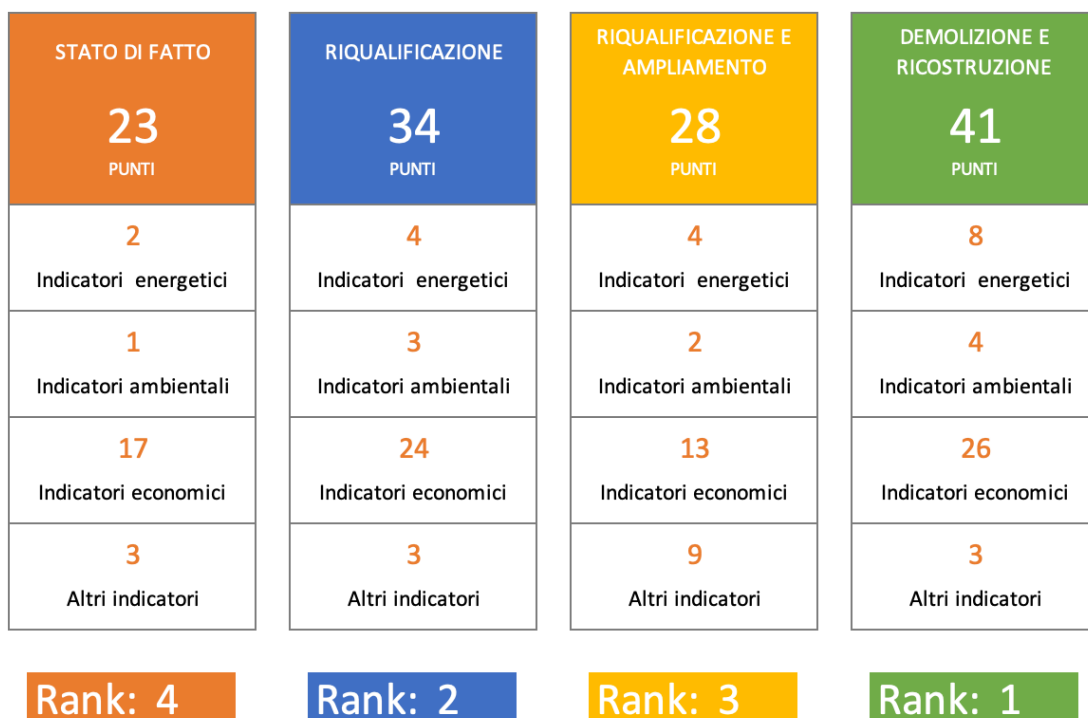 STATO DI FATTO
23
PUNTI
2
Indicatori energetici
1
Indicatori ambientali
17
Indicatori economici
3
Altri indicatori
Rank: 4
RIQUALIFICAZIONE
34
PUNTI
4
Indicatori energetici
3
Indicatori ambientali
24
Indicatori economici
3
Altri indicatori
Rank: 2
RIQUALIFICAZIONE E
AMPLIAMENTO
28
PUNTI
4
Indicatori energetici
2
Indicatori ambientali
13
Indicatori economici
9
Altri indicatori
Rank: 3
DEMOLIZIONE E
RICOSTRUZIONE
41
PUNTI
8
Indicatori energetici
4
Indicatori ambientali
26
Indicatori economici
3
Altri indicatori
Rank: 1